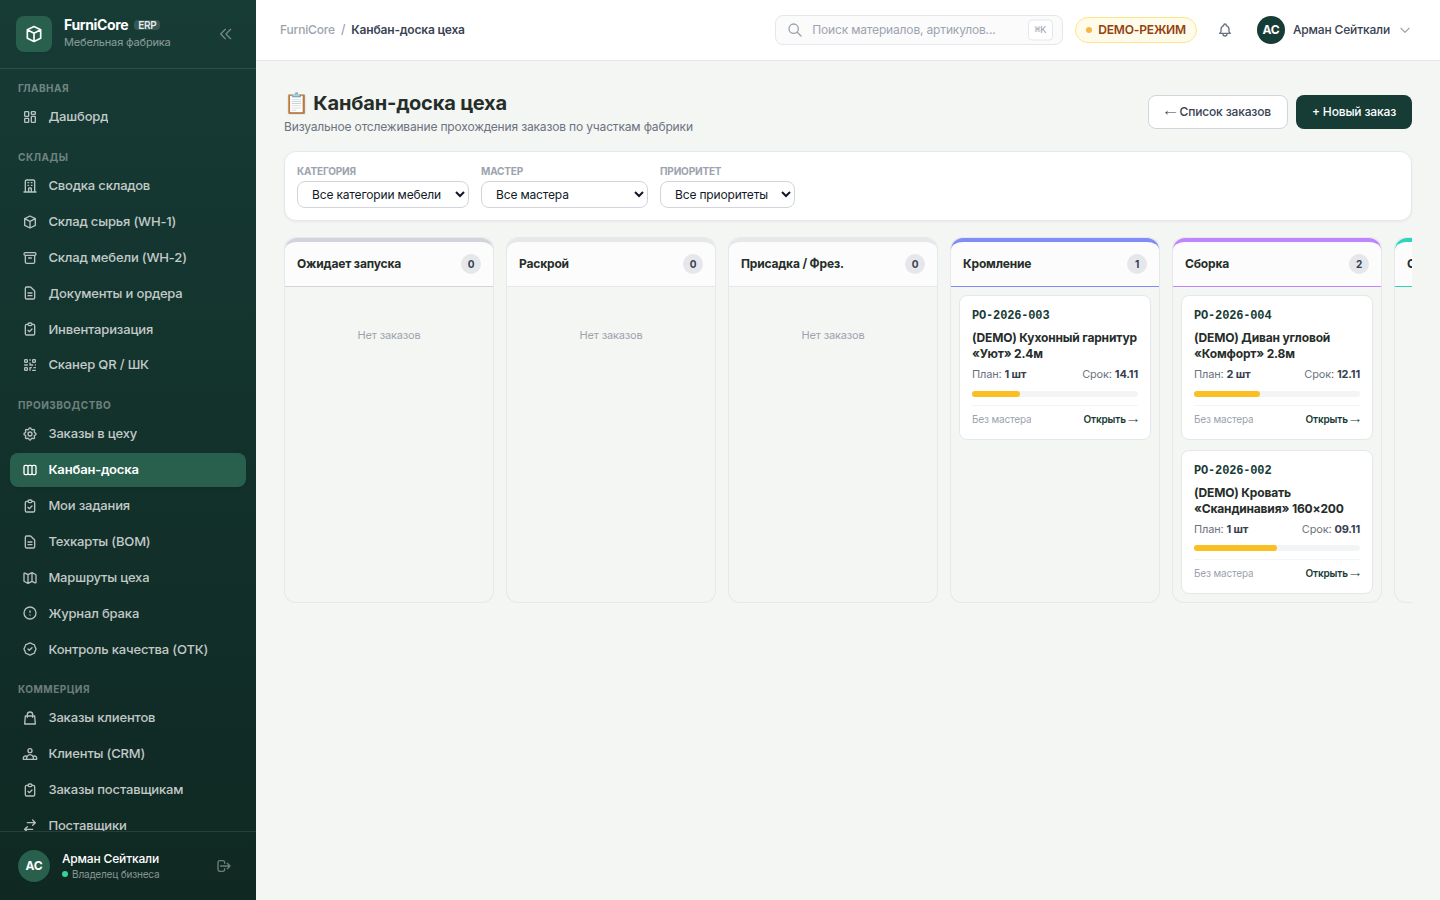 FurniCore ERP
Мебельная фабрика
ГЛАВНАЯ
Дашборд
СКЛАДЫ
Сводка складов
Склад сырья (WH-1)
Склад мебели (WH-2)
Документы и ордера
Инвентаризация
Сканер QR / ШК
ПРОИЗВОДСТВО
Заказы в цеху
Канбан-доска
Мои задания
Техкарты (BOM)
Маршруты цеха
Журнал брака
Контроль качества (ОТК)
КОММЕРЦИЯ
Заказы клиентов
Клиенты (CRM)
Заказы поставщикам
Поставщики
АС Арман Сейткали
Владелец бизнеса
FurniCore / Канбан-доска цеха
Поиск материалов, артикулов... ⌘K
DEMO-РЕЖИМ
АС Арман Сейткали
📋 Канбан-доска цеха
Визуальное отслеживание прохождения заказов по участкам фабрики
← Список заказов
+ Новый заказ
КАТЕГОРИЯ
Все категории мебели
МАСТЕР
Все мастера
ПРИОРИТЕТ
Все приоритеты
Ожидает запуска 0
Нет заказов
Раскрой 0
Нет заказов
Присадка / Фрез. 0
Нет заказов
Кромление 1
PO-2026-003
(DEMO) Кухонный гарнитур
«Уют» 2.4м
План: 1 шт Срок: 14.11
Без мастера Открыть →
Сборка 2
PO-2026-004
(DEMO) Диван угловой
«Комфорт» 2.8м
План: 2 шт Срок: 12.11
Без мастера Открыть →
PO-2026-002
(DEMO) Кровать
«Скандинавия» 160×200
План: 1 шт Срок: 09.11
Без мастера Открыть →